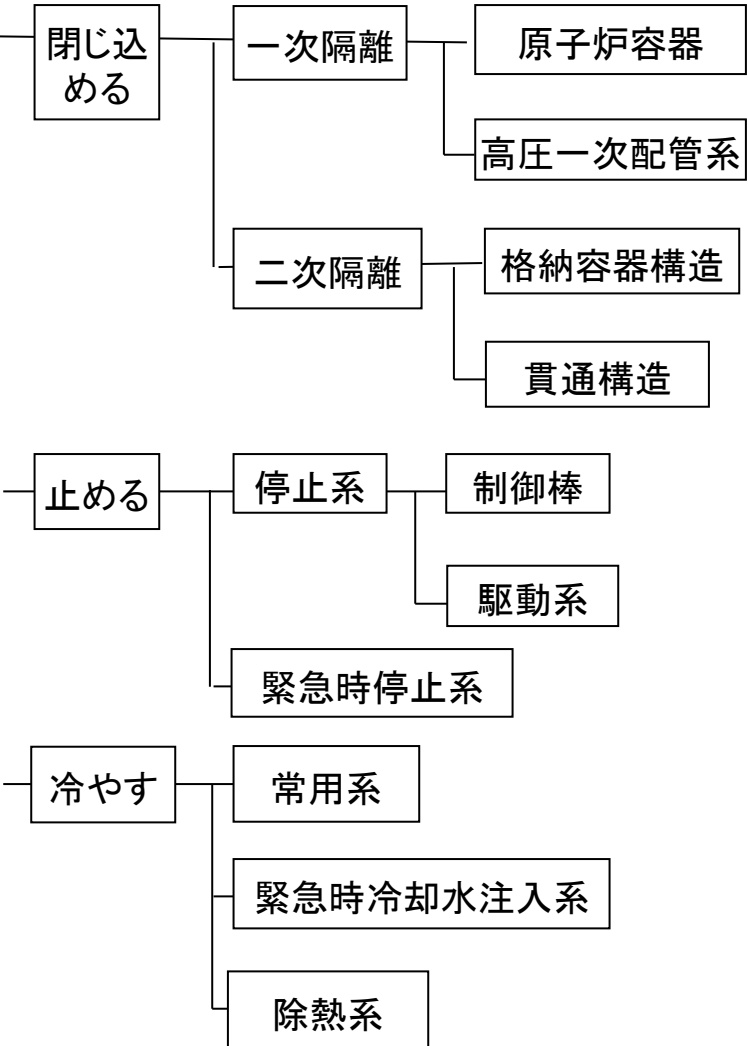 閉じ込
める
一次隔離
原子炉容器
高圧一次配管系
二次隔離
格納容器構造
貫通構造
止める
停止系
制御棒
駆動系
緊急時停止系
冷やす
常用系
緊急時冷却水注入系
除熱系